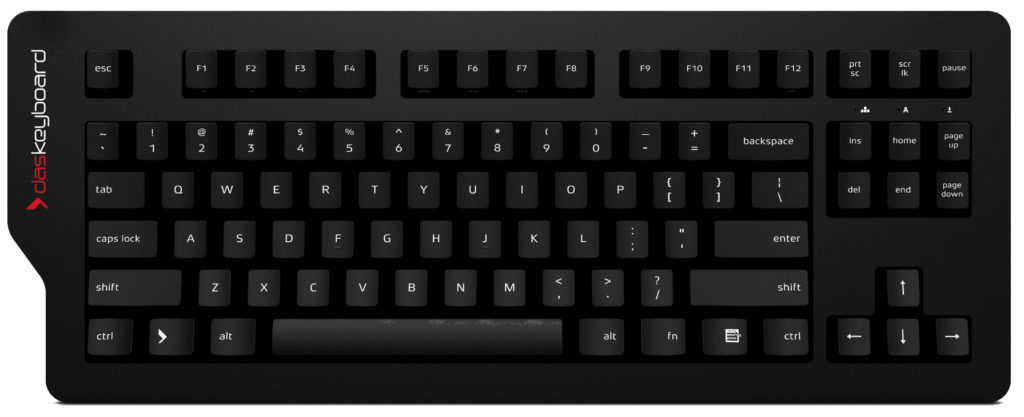 daskeyboard
esc F1 F2 F3 F4 F5 F6 F7 F8 F9 F10 F11 F12 prt sc scr lk pause
A
~ ! @ # $ % ^ & * ( ) — +
` 1 2 3 4 5 6 7 8 9 0 - = backspace ins home page up
tab Q W E R T Y U I O P { [ } ] ¦ \ del end page down
caps lock A S D F G H J K L : ; " ' enter
shift Z X C V B N M < , > . ? / shift ↑
ctrl alt alt fn ctrl ← ↓ →